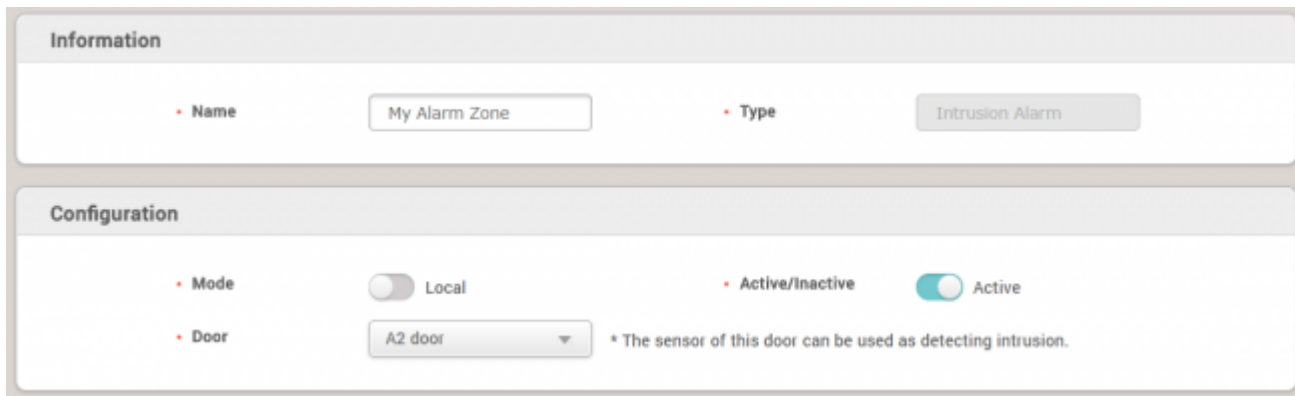 Information
• Name My Alarm Zone • Type Intrusion Alarm
Configuration
• Mode Local • Active/Inactive Active
• Door A2 door * The sensor of this door can be used as detecting intrusion.